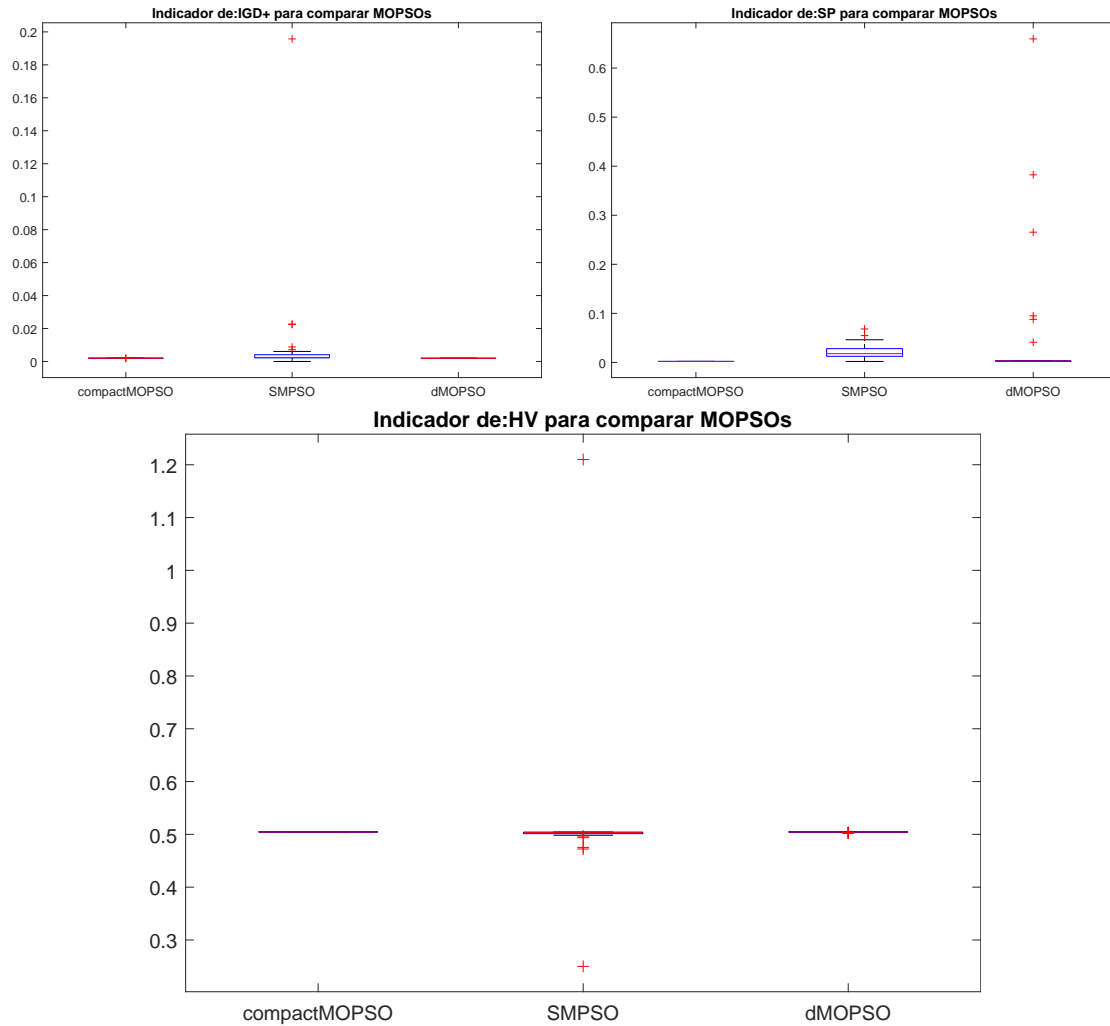 Indicador de:IGD+ para comparar MOPSOs
0.2
0.18
0.16
0.14
0.12
0.1
0.08
0.06
0.04
0.02
0
compactMOPSO
SMPSO
dMOPSO
Indicador de:SP para comparar MOPSOs
0.6
0.5
0.4
0.3
0.2
0.1
0
compactMOPSO
SMPSO
dMOPSO
Indicador de:HV para comparar MOPSOs
1.2
1.1
1
0.9
0.8
0.7
0.6
0.5
0.4
0.3
compactMOPSO
SMPSO
dMOPSO